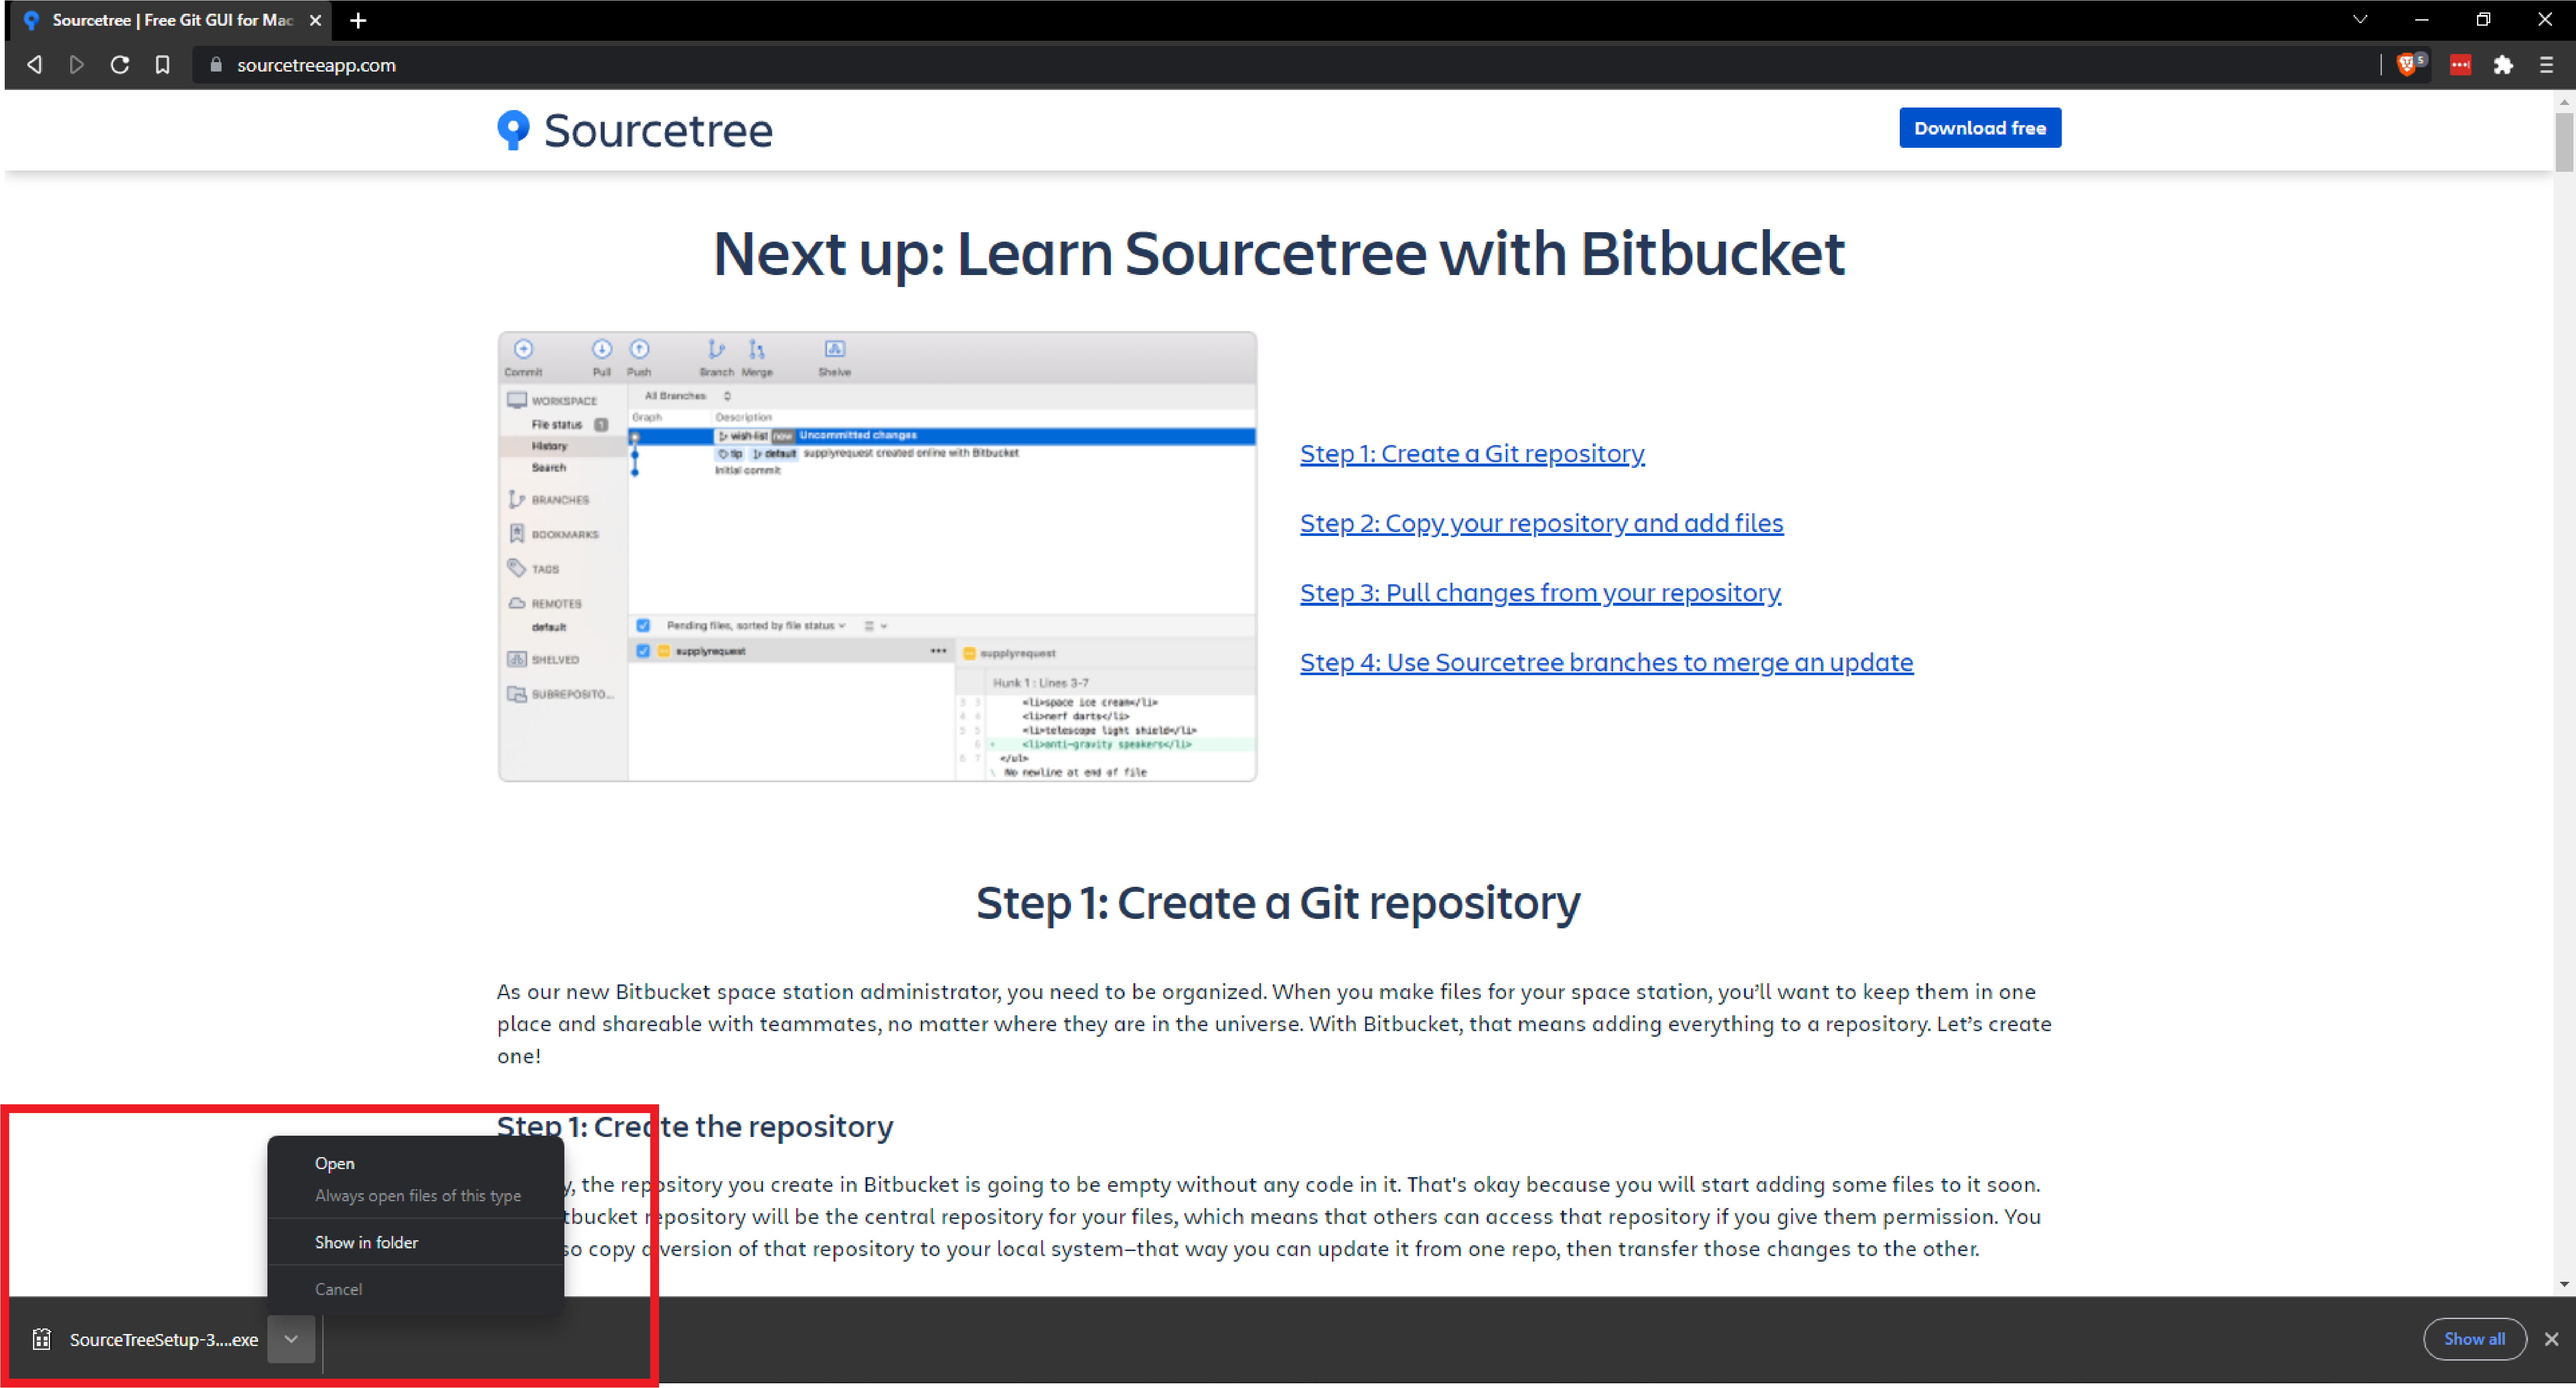 Sourcetree | Free Git GUI for Mac
sourcetreeapp.com
5
Sourcetree
Download free
Next up: Learn Sourcetree with Bitbucket
Commit Pull Push Branch Merge Shelve
WORKSPACE
File status 1
History
Search
BRANCHES
BOOKMARKS
TAGS
REMOTES
default
SHELVED
SUBREPOSITO...
All Branches
Graph Description
wish-list now Uncommitted changes
tip default supplyrequest created online with Bitbucket
Initial commit
Pending files, sorted by file status
supplyrequest
supplyrequest
Hunk 1 : Lines 3-7
3 3 <li>space ice cream</li>
4 4 <li>nerf darts</li>
5 5 <li>telescope light shield</li>
6 + <li>anti-gravity speakers</li>
6 7 </ul>
\ No newline at end of file
Step 1: Create a Git repository
Step 2: Copy your repository and add files
Step 3: Pull changes from your repository
Step 4: Use Sourcetree branches to merge an update
Step 1: Create a Git repository
As our new Bitbucket space station administrator, you need to be organized. When you make files for your space station, you’ll want to keep them in one
place and shareable with teammates, no matter where they are in the universe. With Bitbucket, that means adding everything to a repository. Let’s create
one!
Step 1: Create the repository
y, the repository you create in Bitbucket is going to be empty without any code in it. That's okay because you will start adding some files to it soon.
tbucket repository will be the central repository for your files, which means that others can access that repository if you give them permission. You
so copy a version of that repository to your local system–that way you can update it from one repo, then transfer those changes to the other.
Open
Always open files of this type
Show in folder
Cancel
SourceTreeSetup-3....exe
Show all